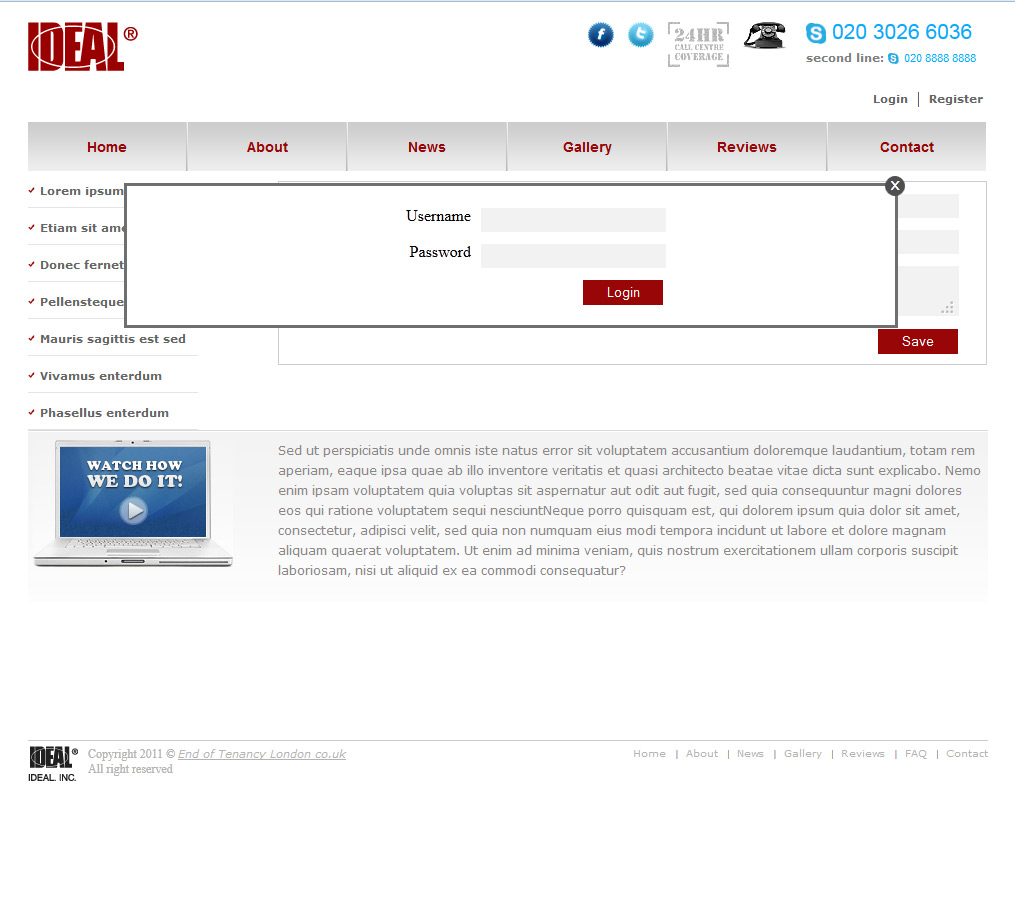 IDEAL®
f
t
24HR
CALL CENTRE
COVERAGE
020 3026 6036
second line: 020 8888 8888
Login | Register
Home About News Gallery Reviews Contact
Lorem ipsum
Etiam sit ame
Donec fernet
Pellensteque
Mauris sagittis est sed
Vivamus enterdum
Phasellus enterdum
X
Username
Password
Login
Save
WATCH HOW
WE DO IT!
Sed ut perspiciatis unde omnis iste natus error sit voluptatem accusantium doloremque laudantium, totam rem
aperiam, eaque ipsa quae ab illo inventore veritatis et quasi architecto beatae vitae dicta sunt explicabo. Nemo
enim ipsam voluptatem quia voluptas sit aspernatur aut odit aut fugit, sed quia consequuntur magni dolores
eos qui ratione voluptatem sequi nesciuntNeque porro quisquam est, qui dolorem ipsum quia dolor sit amet,
consectetur, adipisci velit, sed quia non numquam eius modi tempora incidunt ut labore et dolore magnam
aliquam quaerat voluptatem. Ut enim ad minima veniam, quis nostrum exercitationem ullam corporis suscipit
laboriosam, nisi ut aliquid ex ea commodi consequatur?
IDEAL®
IDEAL. INC.
Copyright 2011 © End of Tenancy London co.uk
All right reserved
Home | About | News | Gallery | Reviews | FAQ | Contact